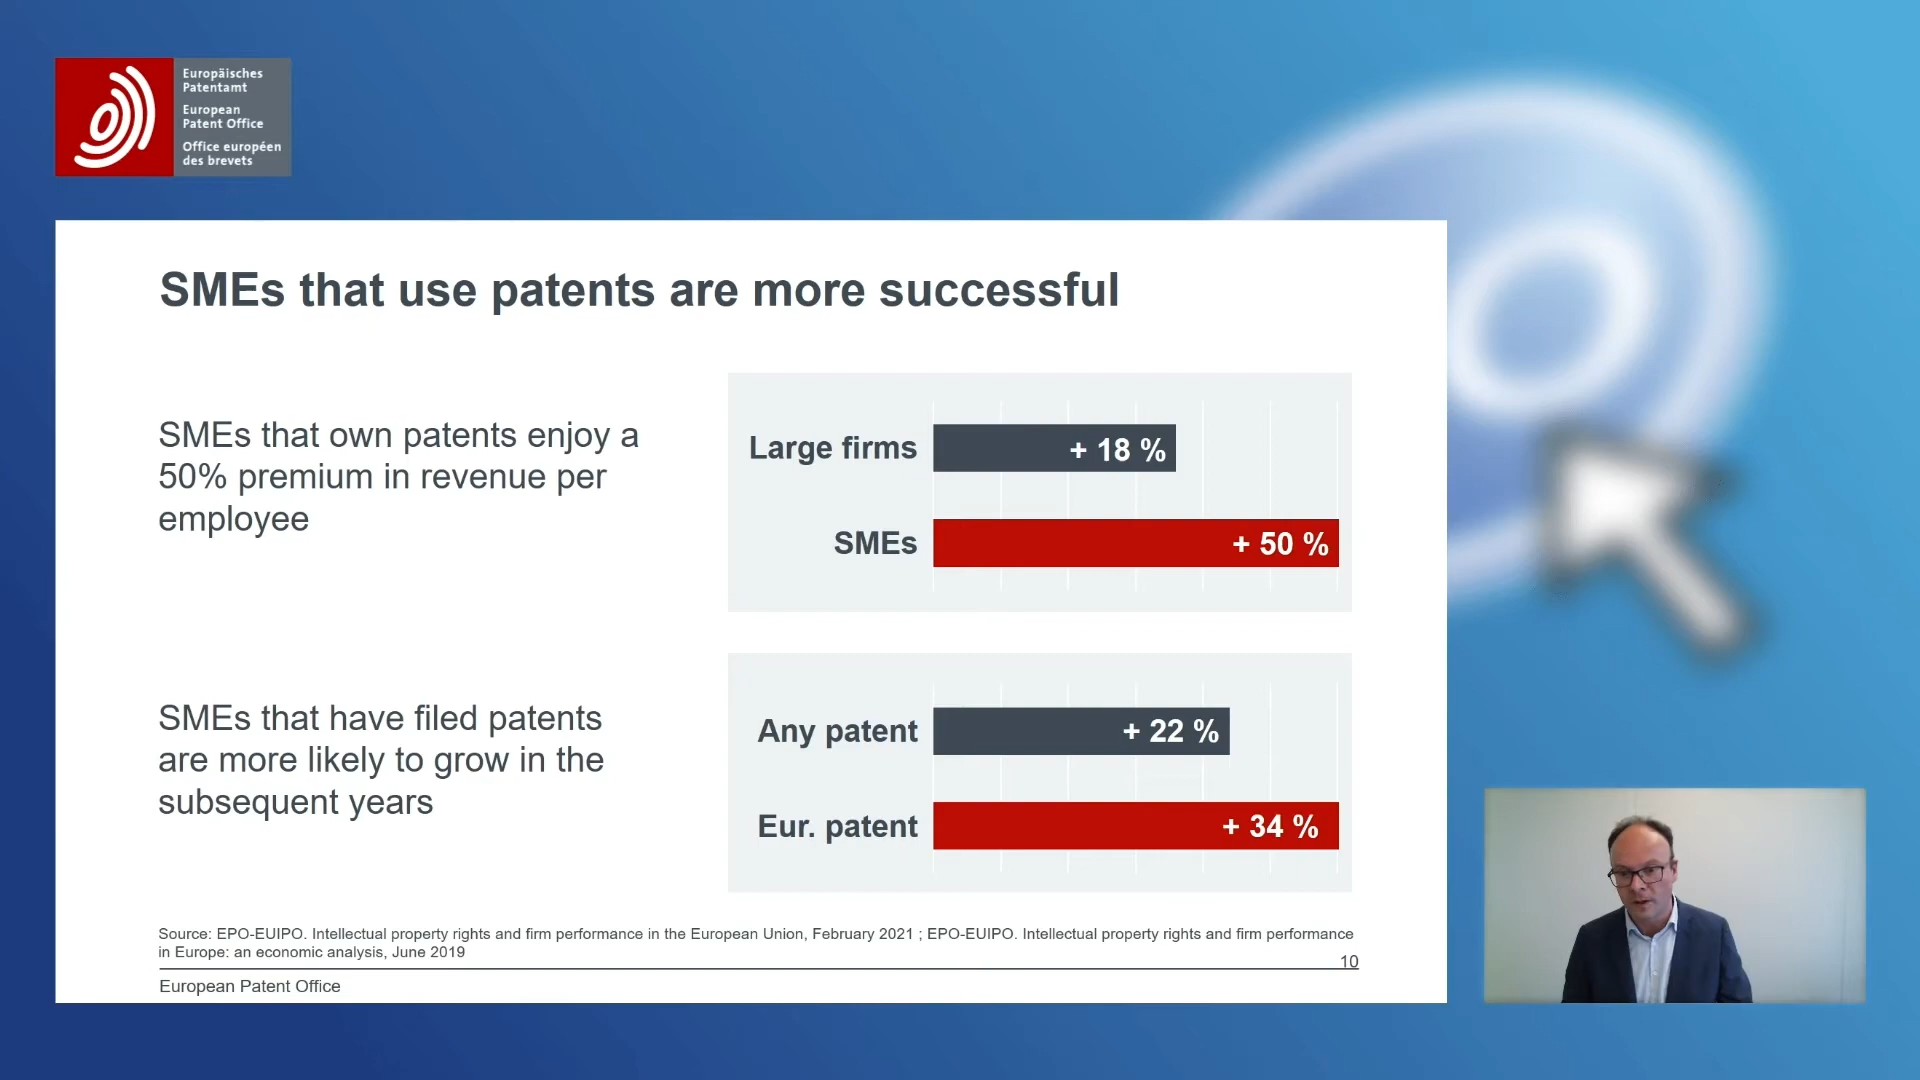 Europäisches
Patentamt
European
Patent Office
Office européen
des brevets
SMEs that use patents are more successful
SMEs that own patents enjoy a
50% premium in revenue per
employee
Large firms
+ 18 %
SMEs
+ 50 %
SMEs that have filed patents
are more likely to grow in the
subsequent years
Any patent
+ 22 %
Eur. patent
+ 34 %
Source: EPO-EUIPO. Intellectual property rights and firm performance in the European Union, February 2021 ; EPO-EUIPO. Intellectual property rights and firm performance
in Europe: an economic analysis, June 2019
10
European Patent Office